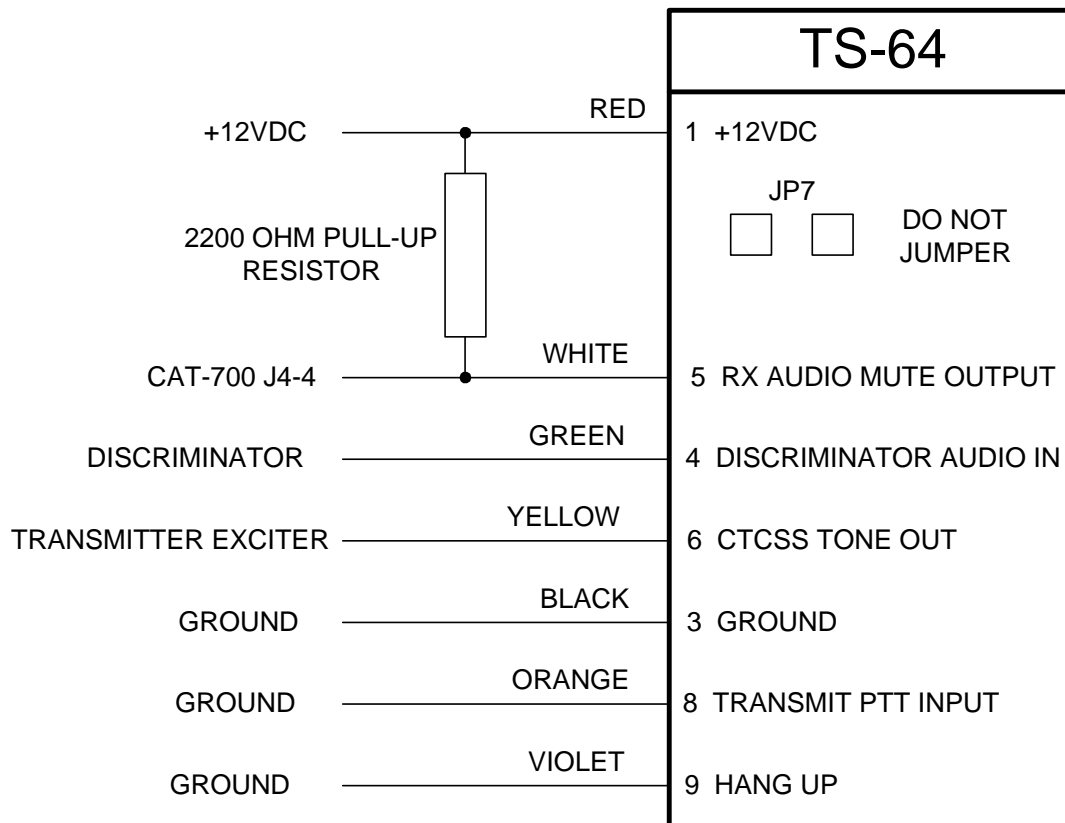 TS-64
+12VDC
RED
1 +12VDC
JP7
DO NOT
JUMPER
2200 OHM PULL-UP
RESISTOR
CAT-700 J4-4
WHITE
5 RX AUDIO MUTE OUTPUT
DISCRIMINATOR
GREEN
4 DISCRIMINATOR AUDIO IN
TRANSMITTER EXCITER
YELLOW
6 CTCSS TONE OUT
GROUND
BLACK
3 GROUND
GROUND
ORANGE
8 TRANSMIT PTT INPUT
GROUND
VIOLET
9 HANG UP